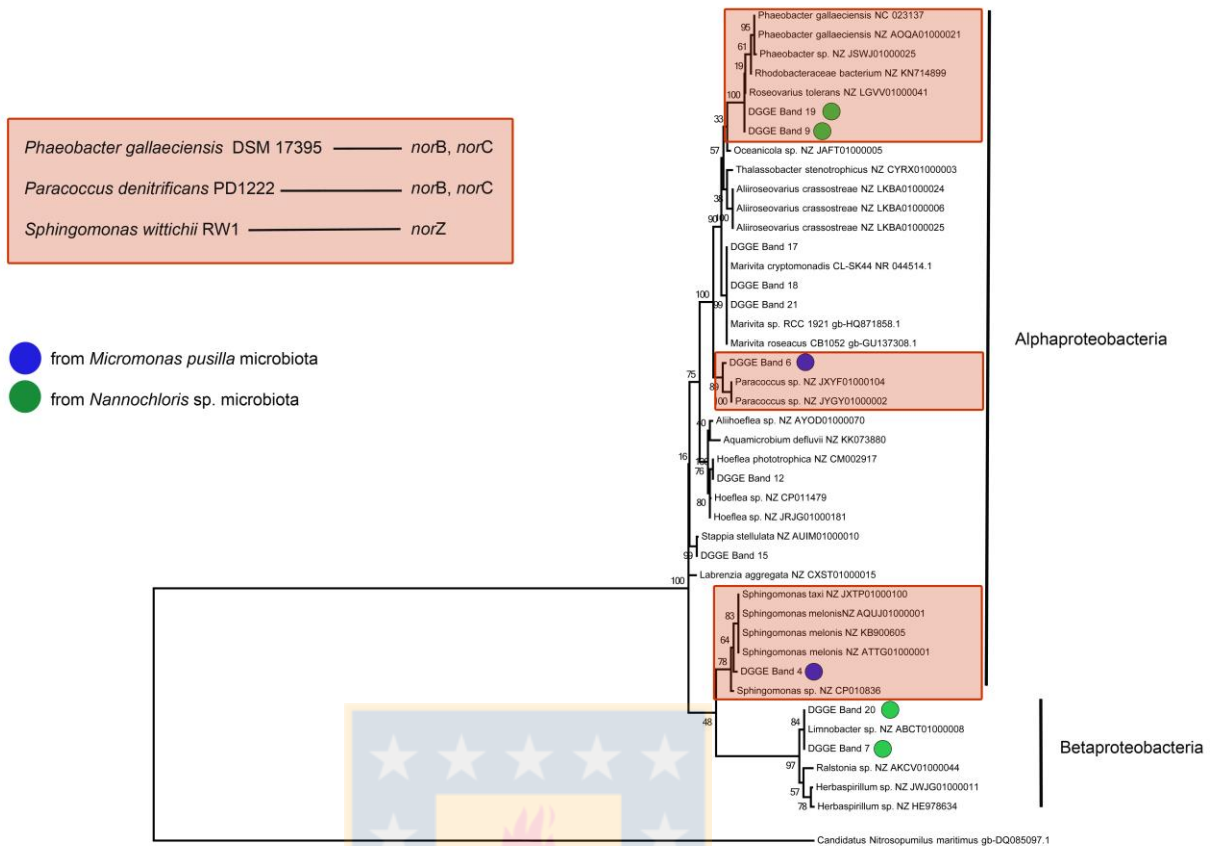 Phaeobacter gallaeciensis DSM 17395 norB, norC
Paracoccus denitrificans PD1222 norB, norC
Sphingomonas wittichii RW1 norZ
from Micromonas pusilla microbiota
from Nannochloris sp. microbiota
Phaeobacter gallaeciensis NC 023137
95
Phaeobacter gallaeciensis NZ AOQA01000021
61
Phaeobacter sp. NZ JSWJ01000025
19
Rhodobacteraceae bacterium NZ KN714899
Roseovarius tolerans NZ LGVV01000041
100
DGGE Band 19
33
DGGE Band 9
57
Oceanicola sp. NZ JAFT01000005
Thalassobacter stenotrophicus NZ CYRX01000003
Aliiroseovarius crassostreae NZ LKBA01000024
38
Aliiroseovarius crassostreae NZ LKBA01000006
90
100
Aliiroseovarius crassostreae NZ LKBA01000025
DGGE Band 17
Marivita cryptomonadis CL-SK44 NR 044514.1
DGGE Band 18
100
99
DGGE Band 21
Marivita sp. RCC 1921 gb-HQ871858.1
Marivita roseacus CB1052 gb-GU137308.1
Alphaproteobacteria
DGGE Band 6
75
89
Paracoccus sp. NZ JXYF01000104
100
Paracoccus sp. NZ JYGY01000002
40
Aliihoeflea sp. NZ AYOD01000070
Aquamicrobium defluvii NZ KK073880
16
Hoeflea phototrophica NZ CM002917
76
DGGE Band 12
80
Hoeflea sp. NZ CP011479
Hoeflea sp. NZ JRJG01000181
Stappia stellulata NZ AUIM01000010
99
DGGE Band 15
100
Labrenzia aggregata NZ CXST01000015
Sphingomonas taxi NZ JXTP01000100
83
Sphingomonas melonisNZ AQUJ01000001
64
Sphingomonas melonis NZ KB900605
Sphingomonas melonis NZ ATTG01000001
78
DGGE Band 4
Sphingomonas sp. NZ CP010836
48
DGGE Band 20
84
Limnobacter sp. NZ ABCT01000008
DGGE Band 7
Betaproteobacteria
97
Ralstonia sp. NZ AKCV01000044
57
Herbaspirillum sp. NZ JWJG01000011
78
Herbaspirillum sp. NZ HE978634
Candidatus Nitrosopumilus maritimus gb-DQ085097.1